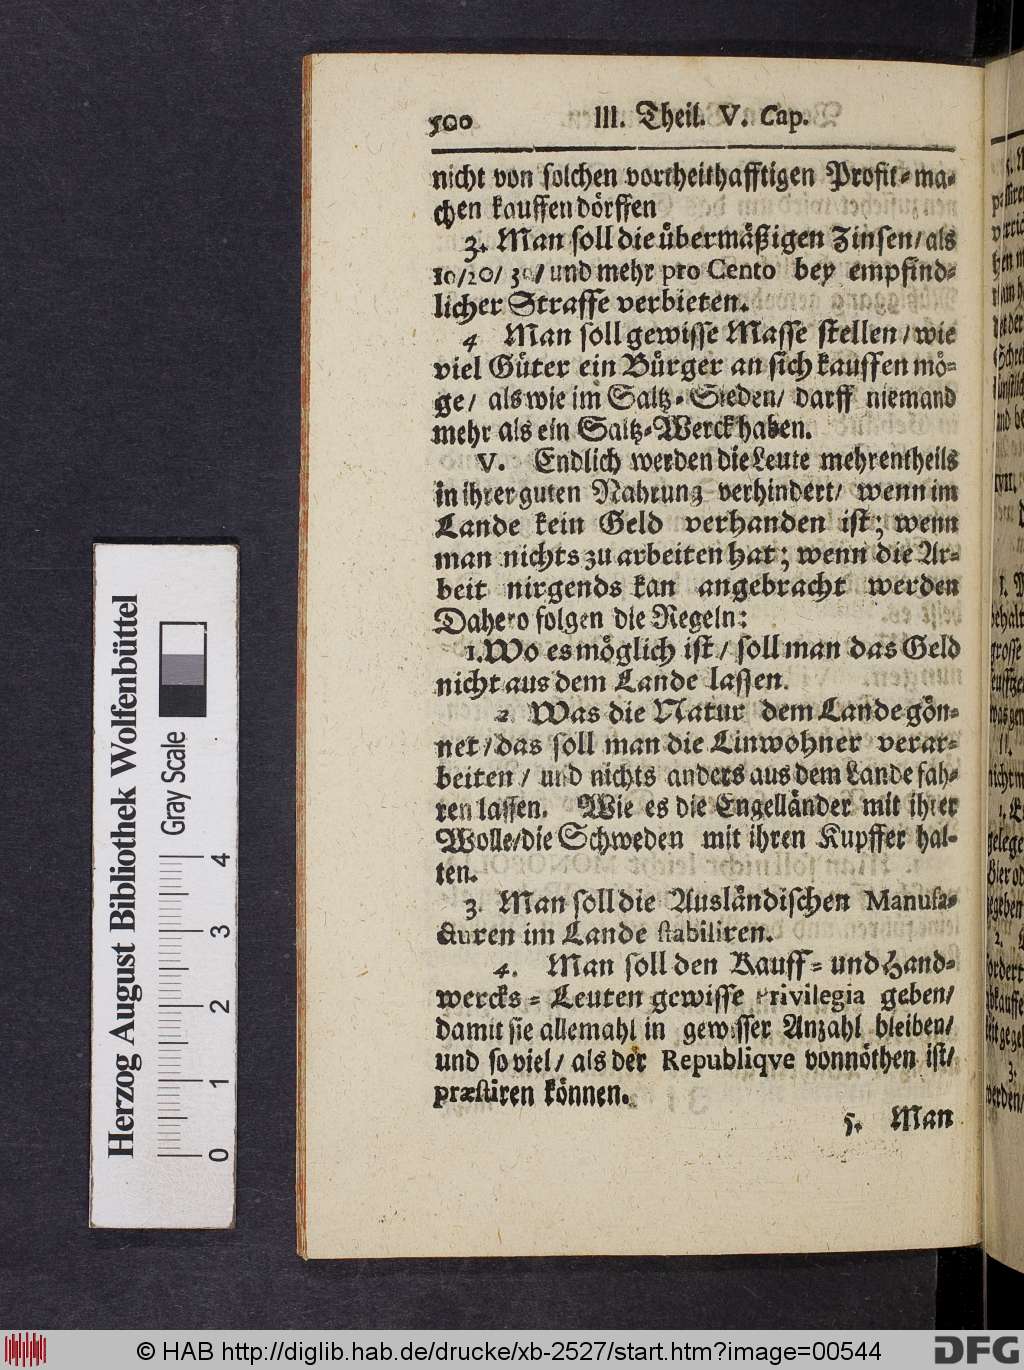 500 III. Theil. V. Cap.
nicht von solchen vortheilhafftigen Profit-ma-
chen kauffen dörffen
3. Man soll die übermäßigen Zinsen/ als
10/20/ 30/ und mehr pro Cento bey empfind-
licher Straffe verbieten.
4 Man soll gewisse Masse stellen/ wie
viel Güter ein Bürger an sich kauffen mö-
ge/ als wie im Saltz-Sieden/ darff niemand
mehr als ein Saltz-Werck haben.
V. Endlich werden die Leute mehrentheils
in ihrer guten Nahrung verhindert/ wenn im
Lande kein Geld verhanden ist; wenn
man nichts zu arbeiten hat; wenn die Ar-
beit nirgends kan angebracht werden
Dahero folgen die Regeln:
1. Wo es möglich ist/ soll man das Geld
nicht aus dem Lande lassen.
2 Was die Natur dem Lande gön-
net/ das soll man die Einwohner verar-
beiten/ und nichts anders aus dem Lande fah-
ren lassen. Wie es die Engelländer mit ihrer
Wolle/ die Schweden mit ihren Kupffer hal-
ten.
3. Man soll die Ausländischen Manufa-
cturen im Lande stabiliren.
4. Man soll den Kauff- und Hand-
wercks-Leuten gewisse Privilegia geben/
damit sie allemahl in gewisser Anzahl bleiben/
und so viel/ als der Republiqve vonnöthen ist/
præstiren können.
5. Man
Herzog August Bibliothek Wolfenbüttel
Gray Scale
0 1 2 3 4
© HAB http://diglib.hab.de/drucke/xb-2527/start.htm?image=00544
DFG